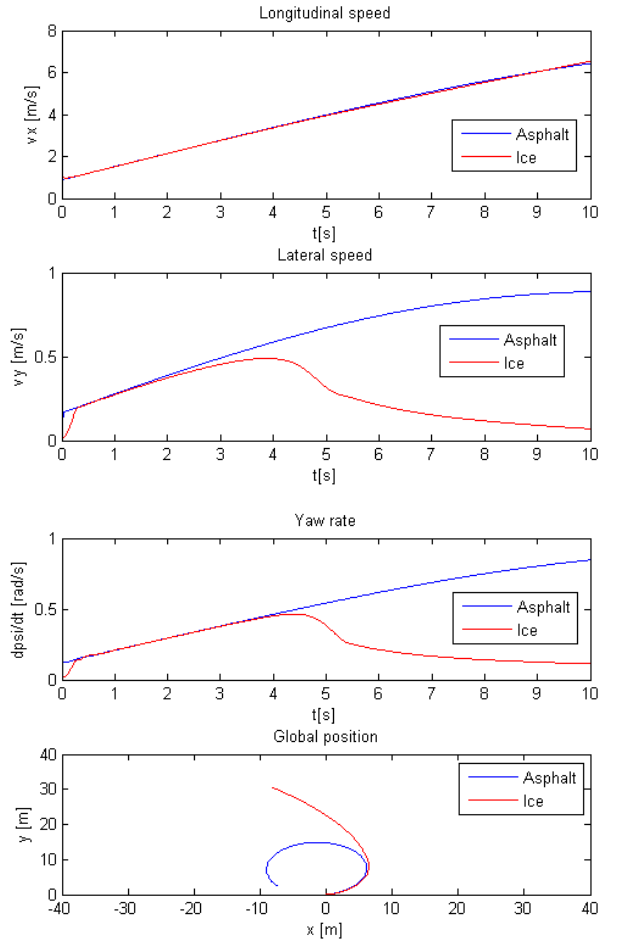 Longitudinal speed
8
6
4
2
0
vx [m/s]
Asphalt
Ice
0 1 2 3 4 5 6 7 8 9 10
t[s]
Lateral speed
1
0.5
0
vy [m/s]
Asphalt
Ice
0 1 2 3 4 5 6 7 8 9 10
t[s]
Yaw rate
1
0.5
0
dpsi/dt [rad/s]
Asphalt
Ice
0 1 2 3 4 5 6 7 8 9 10
t[s]
Global position
40
30
20
10
0
y [m]
Asphalt
Ice
-40 -30 -20 -10 0 10 20 30 40
x [m]